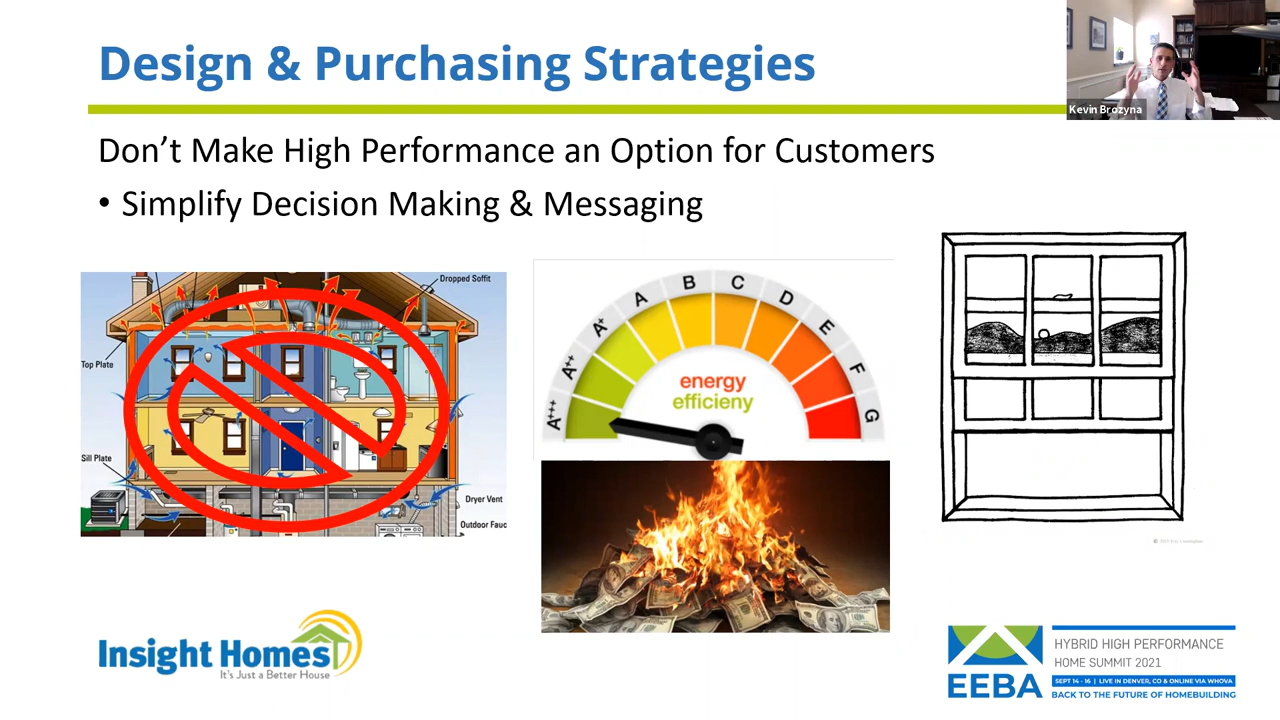 Design & Purchasing Strategies
Kevin Brozyna
Don't Make High Performance an Option for Customers
• Simplify Decision Making & Messaging
Dropped Soffit
Top Plate
Sill Plate
Dryer Vent
Outdoor Fauc
A+++
A++
A+
A
B
C
D
E
F
G
energy
efficieny
Insight Homes
It's Just a Better House
EEBA
HYBRID HIGH PERFORMANCE
HOME SUMMIT 2021
SEPT 14 - 16 | LIVE IN DENVER, CO & ONLINE VIA WHOVA
BACK TO THE FUTURE OF HOMEBUILDING